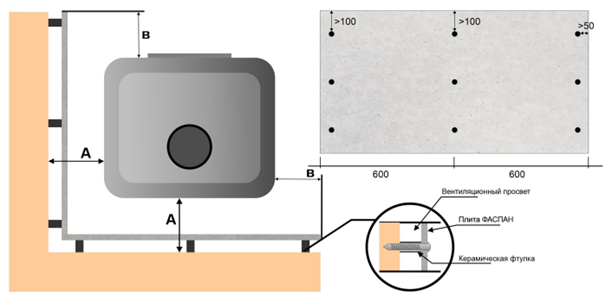 B
A
A
B
>100
>100
>50
600
600
Вентиляционный просвет
Плита ФАСПАН
Керамическая фтулка